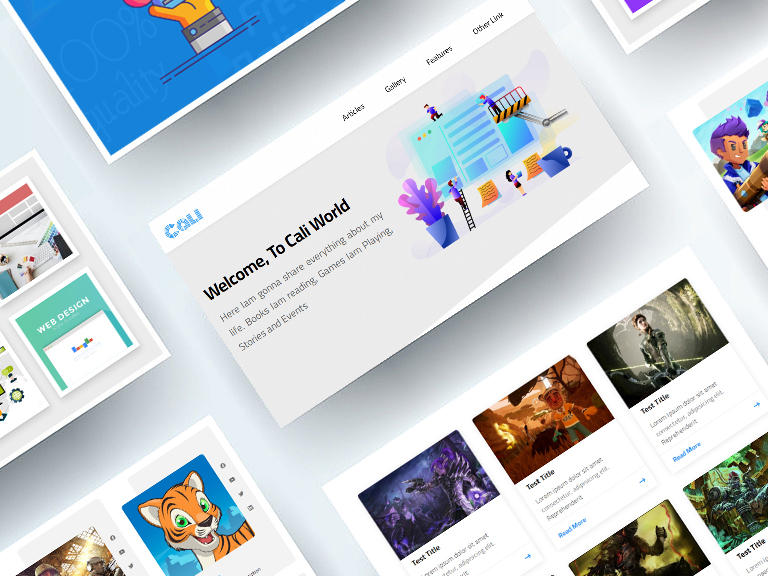 100%
quality
Articles
Gallery
Features
Other Link
Cali
Welcome, To Cali World
Here Iam gonna share everything about my
life. Books Iam reading, Games Iam Playing,
Stories and Events
WEB DESIGN
Test Title
Lorem ipsum dolor sit amet
consectetur, adipisicing elit.
Reprehenderit
Read More
Test Title
Lorem ipsum dolor sit amet
consectetur, adipisicing elit.
Reprehenderit
Read More
Test Title
Lorem ipsum dolor sit amet
consectetur, adipisicing elit.
Test Title
Test Title